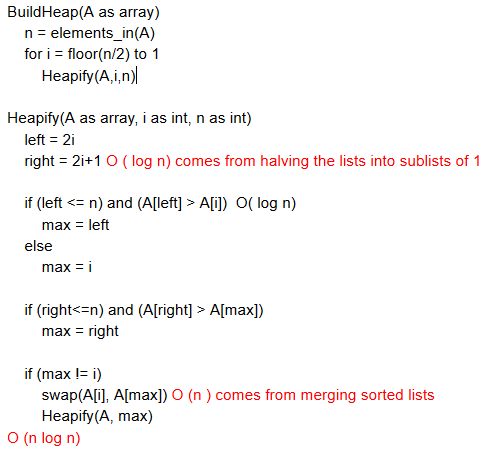 BuildHeap(A as array)
n = elements_in(A)
for i = floor(n/2) to 1
Heapify(A,i,n)
Heapify(A as array, i as int, n as int)
left = 2i
right = 2i+1 O ( log n) comes from halving the lists into sublists of 1
if (left <= n) and (A[left] > A[i]) O( log n)
max = left
else
max = i
if (right<=n) and (A[right] > A[max])
max = right
if (max != i)
swap(A[i], A[max]) O (n ) comes from merging sorted lists
Heapify(A, max)
O (n log n)